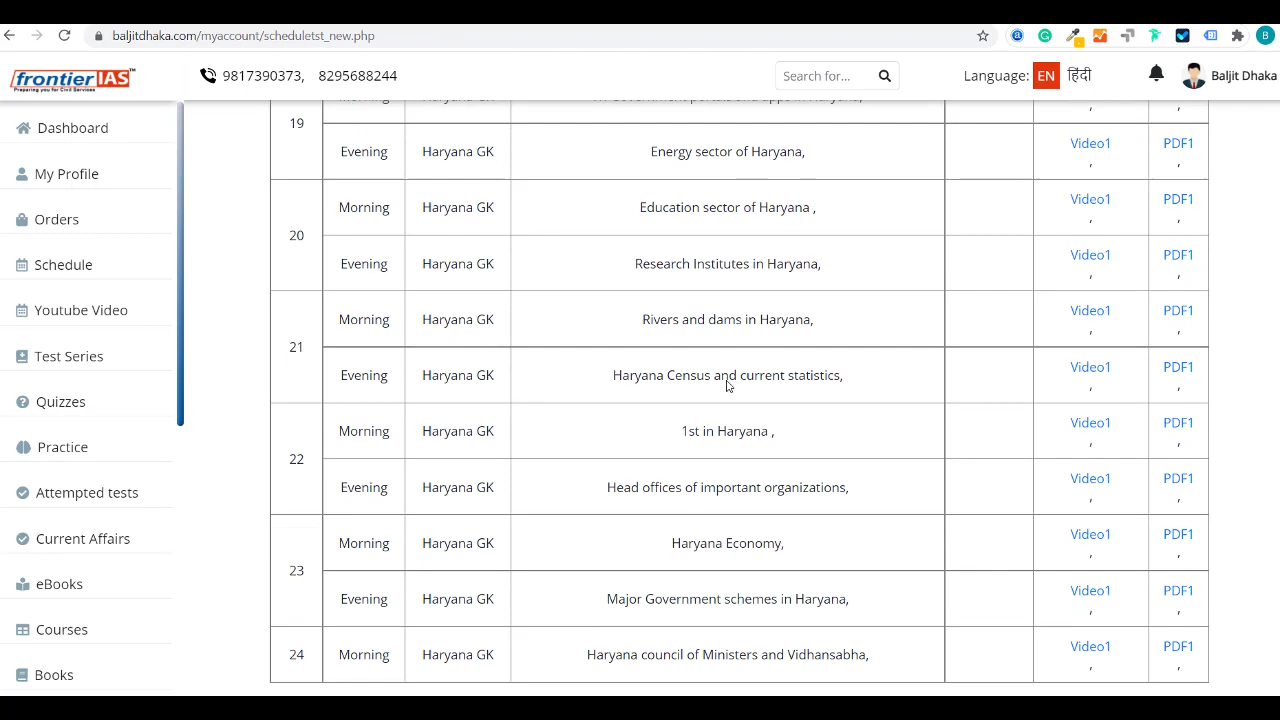 baljitdhaka.com/myaccount/scheduletst_new.php
B
frontier IAS
Preparing you for Civil Services
9817390373, 8295688244
Search for...
Language: EN हिंदी
Baljit Dhaka
Dashboard
My Profile
Orders
Schedule
Youtube Video
Test Series
Quizzes
Practice
Attempted tests
Current Affairs
eBooks
Courses
Books
19 Morning Haryana GK , ,
Evening Haryana GK Energy sector of Haryana, Video1 , PDF1 ,
20 Morning Haryana GK Education sector of Haryana , Video1 , PDF1 ,
Evening Haryana GK Research Institutes in Haryana, Video1 , PDF1 ,
21 Morning Haryana GK Rivers and dams in Haryana, Video1 , PDF1 ,
Evening Haryana GK Haryana Census and current statistics, Video1 , PDF1 ,
22 Morning Haryana GK 1st in Haryana , Video1 , PDF1 ,
Evening Haryana GK Head offices of important organizations, Video1 , PDF1 ,
23 Morning Haryana GK Haryana Economy, Video1 , PDF1 ,
Evening Haryana GK Major Government schemes in Haryana, Video1 , PDF1 ,
24 Morning Haryana GK Haryana council of Ministers and Vidhansabha, Video1 , PDF1 ,